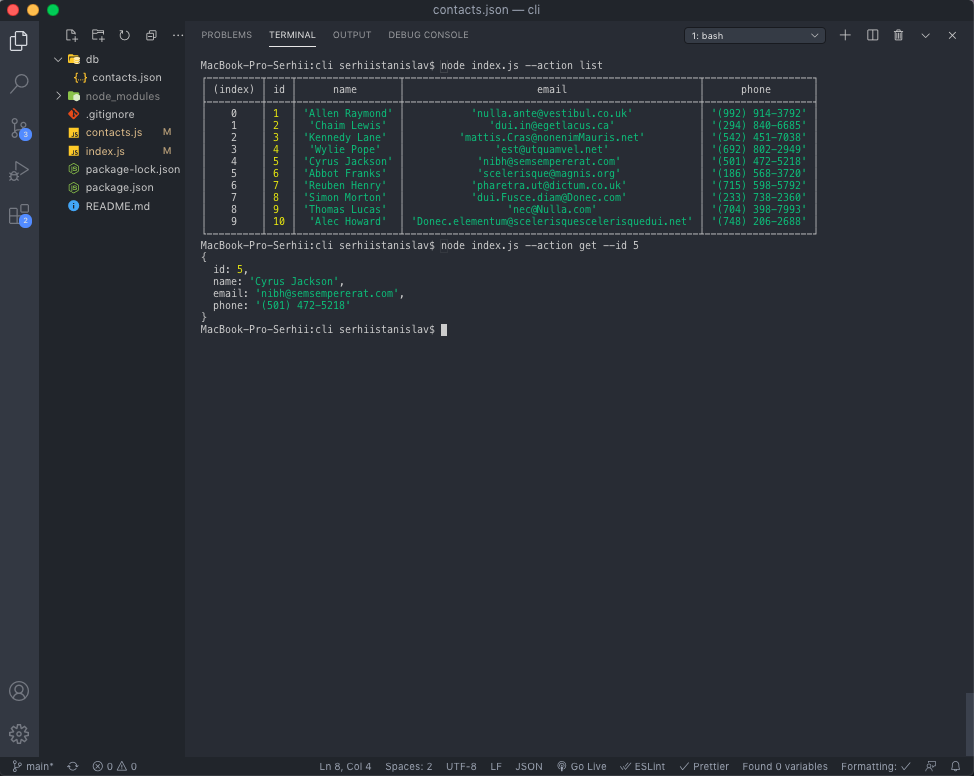 contacts.json — cli
PROBLEMS TERMINAL OUTPUT DEBUG CONSOLE 1: bash
db
{..} contacts.json
node_modules
.gitignore
JS contacts.js M
JS index.js M
package-lock.json
package.json
README.md
3
2
MacBook-Pro-Serhii:cli serhiistanislav$ node index.js --action list
(index) id name email phone
0 1 'Allen Raymond' 'nulla.ante@vestibul.co.uk' '(992) 914-3792'
1 2 'Chaim Lewis' 'dui.in@egetlacus.ca' '(294) 840-6685'
2 3 'Kennedy Lane' 'mattis.Cras@nonenimMauris.net' '(542) 451-7038'
3 4 'Wylie Pope' 'est@utquamvel.net' '(692) 802-2949'
4 5 'Cyrus Jackson' 'nibh@semsempererat.com' '(501) 472-5218'
5 6 'Abbot Franks' 'scelerisque@magnis.org' '(186) 568-3720'
6 7 'Reuben Henry' 'pharetra.ut@dictum.co.uk' '(715) 598-5792'
7 8 'Simon Morton' 'dui.Fusce.diam@Donec.com' '(233) 738-2360'
8 9 'Thomas Lucas' 'nec@Nulla.com' '(704) 398-7993'
9 10 'Alec Howard' 'Donec.elementum@scelerisquescelerisquedui.net' '(748) 206-2688'
MacBook-Pro-Serhii:cli serhiistanislav$ node index.js --action get --id 5
{
id: 5,
name: 'Cyrus Jackson',
email: 'nibh@semsempererat.com',
phone: '(501) 472-5218'
}
MacBook-Pro-Serhii:cli serhiistanislav$
main* 0 0 Ln 8, Col 4 Spaces: 2 UTF-8 LF JSON Go Live ESLint Prettier Found 0 variables Formatting: